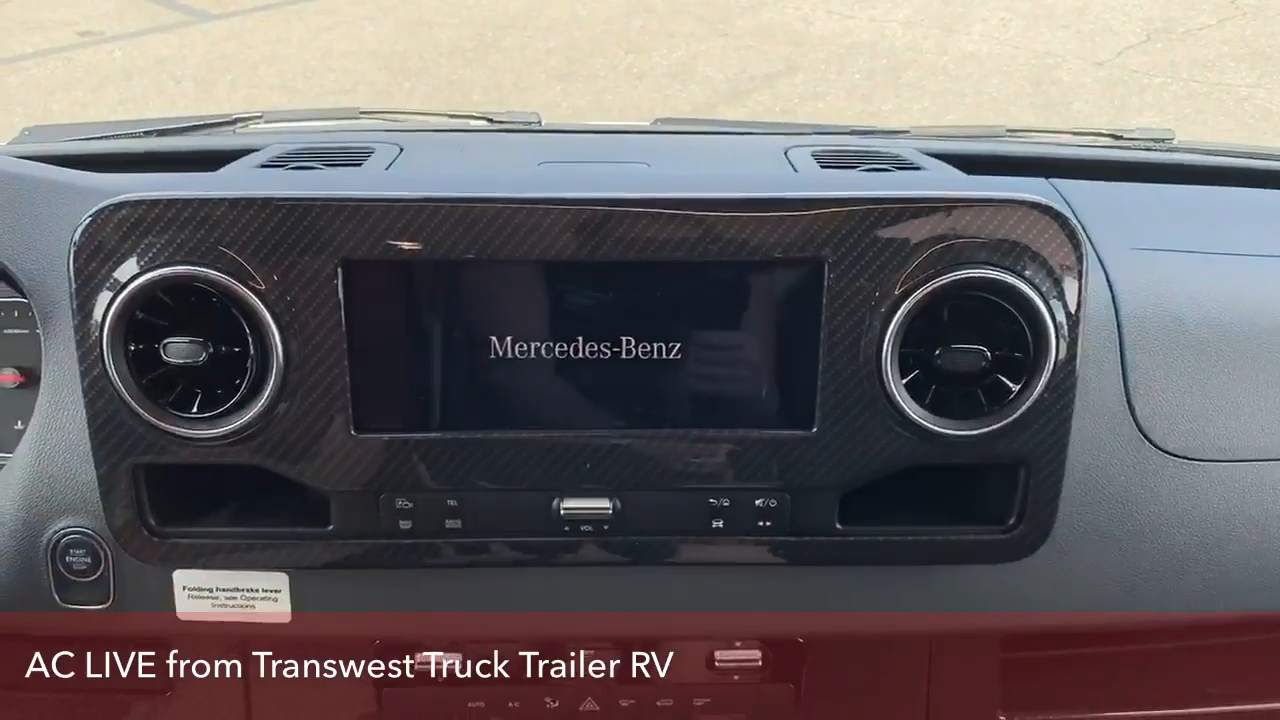 Mercedes-Benz
TEL
VOL
START
ENGINE
STOP
Folding handbrake lever
Release, see Operating
Instructions
AC LIVE from Transwest Truck Trailer RV
AUTO
A/C